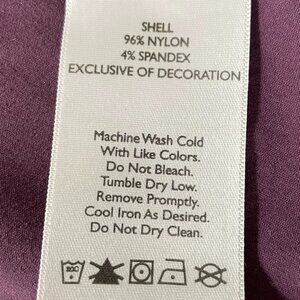 SHELL
96% NYLON
4% SPANDEX
EXCLUSIVE OF DECORATION
Machine Wash Cold
With Like Colors.
Do Not Bleach.
Tumble Dry Low.
Remove Promptly.
Cool Iron As Desired.
Do Not Dry Clean.